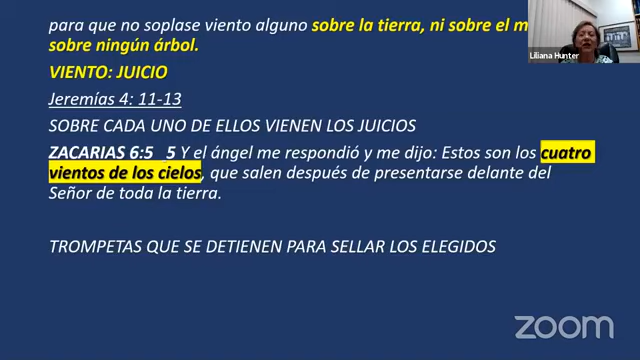 para que no soplase viento alguno sobre la tierra, ni sobre el m
sobre ningún árbol.
VIENTO: JUICIO
Jeremías 4: 11-13
SOBRE CADA UNO DE ELLOS VIENEN LOS JUICIOS
ZACARIAS 6:5 _5 Y el ángel me respondió y me dijo: Estos son los cuatro
vientos de los cielos, que salen después de presentarse delante del
Señor de toda la tierra.
TROMPETAS QUE SE DETIENEN PARA SELLAR LOS ELEGIDOS
Liliana Hunter
zoom